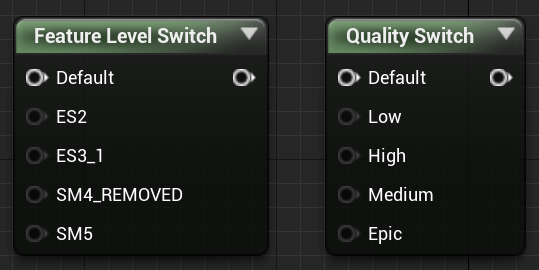 Feature Level Switch
Default
ES2
ES3_1
SM4_REMOVED
SM5
Quality Switch
Default
Low
High
Medium
Epic